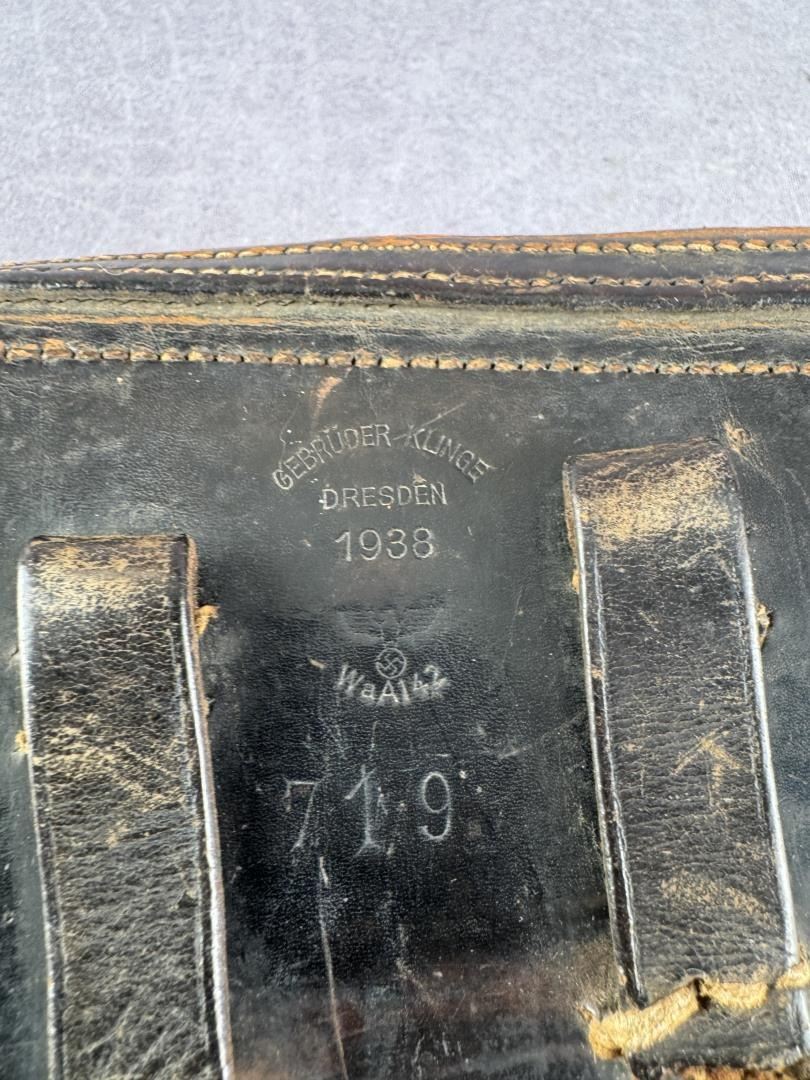 GEBRÜDER KLINGE
DRESDEN
1938
WaA142
719